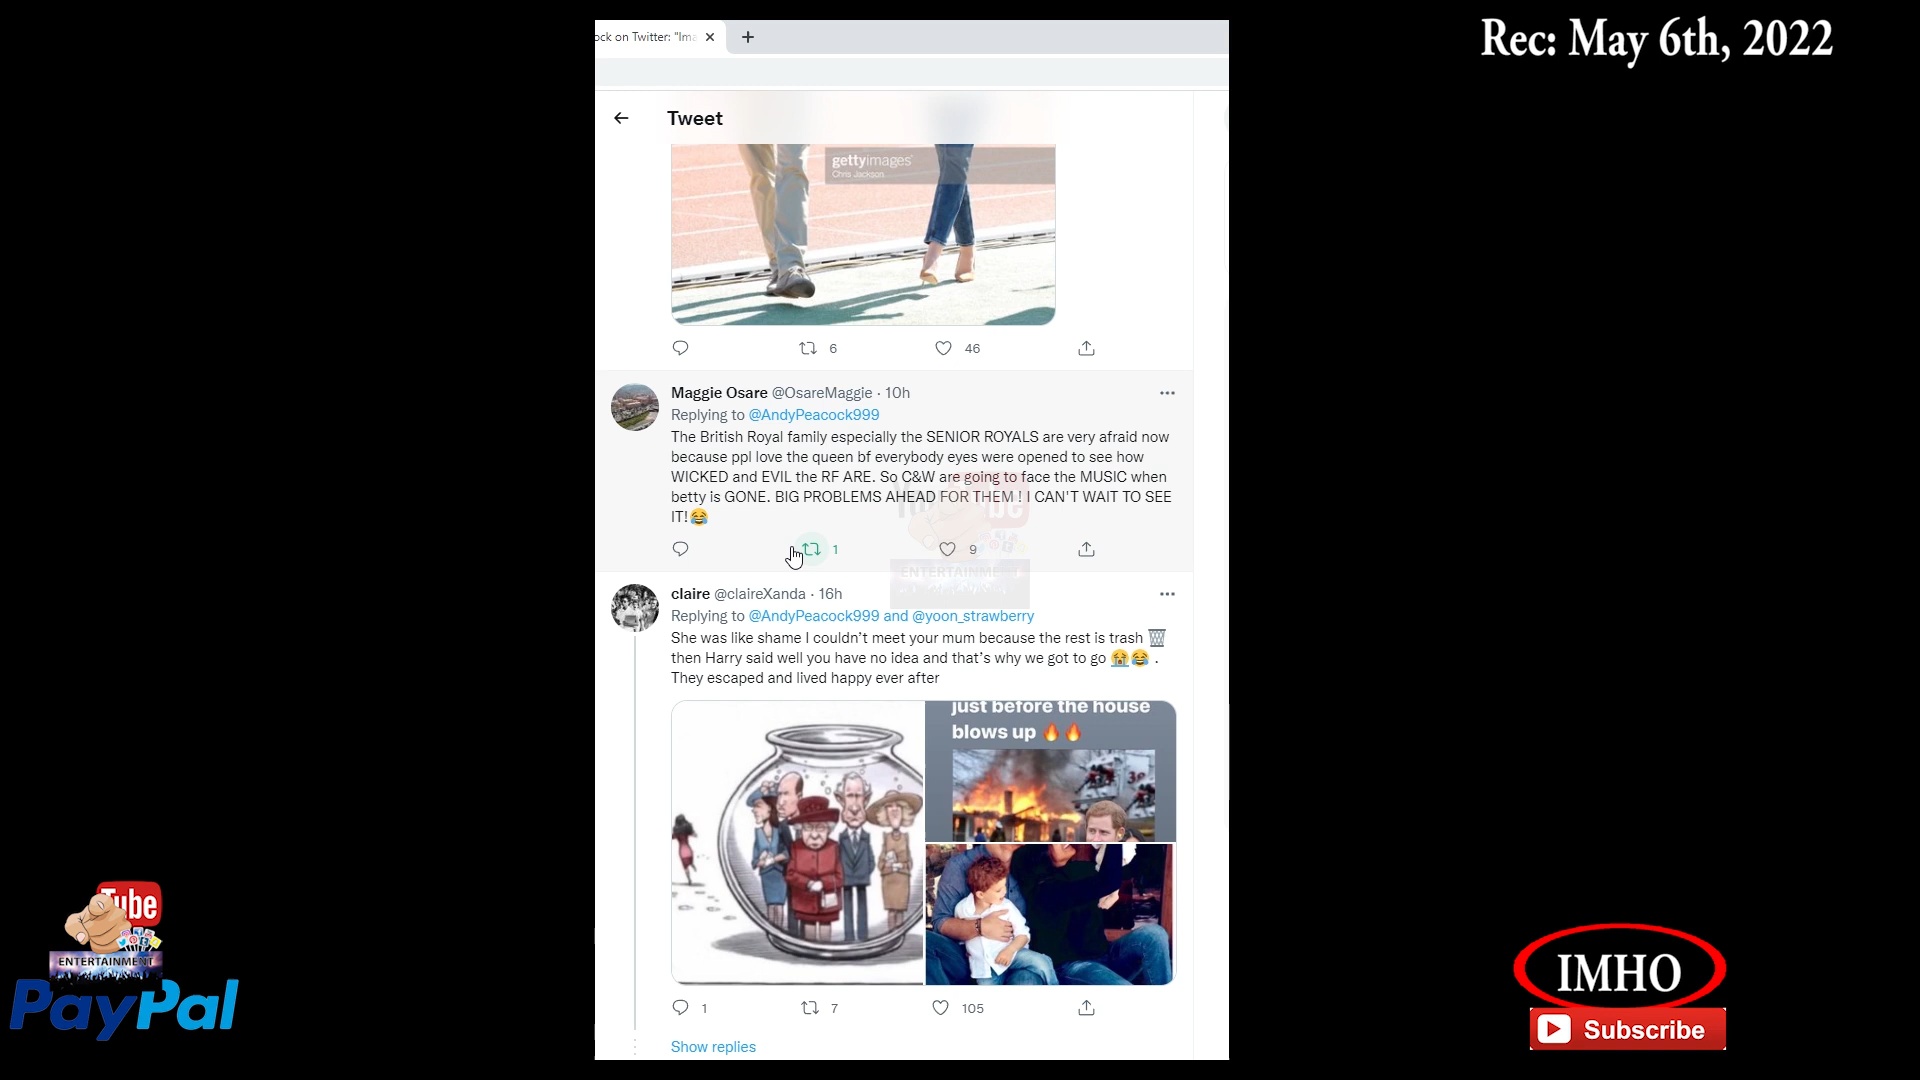 Rec: May 6th, 2022
ock on Twitter: "Ima
Tweet
gettyimages
Chris Jackson
6
46
Maggie Osare @OsareMaggie · 10h
Replying to @AndyPeacock999
The British Royal family especially the SENIOR ROYALS are very afraid now
because ppl love the queen bf everybody eyes were opened to see how
WICKED and EVIL the RF ARE. So C&W are going to face the MUSIC when
betty is GONE. BIG PROBLEMS AHEAD FOR THEM ! I CAN'T WAIT TO SEE
IT!😂
1
9
ENTERTAINMENT
claire @claireXanda · 16h
Replying to @AndyPeacock999 and @yoon_strawberry
She was like shame I couldn’t meet your mum because the rest is trash 🗑
then Harry said well you have no idea and that’s why we got to go 😭😂 .
They escaped and lived happy ever after
just before the house
blows up 🔥🔥
1
7
105
Show replies
Tube
ENTERTAINMENT
PayPal
IMHO
Subscribe